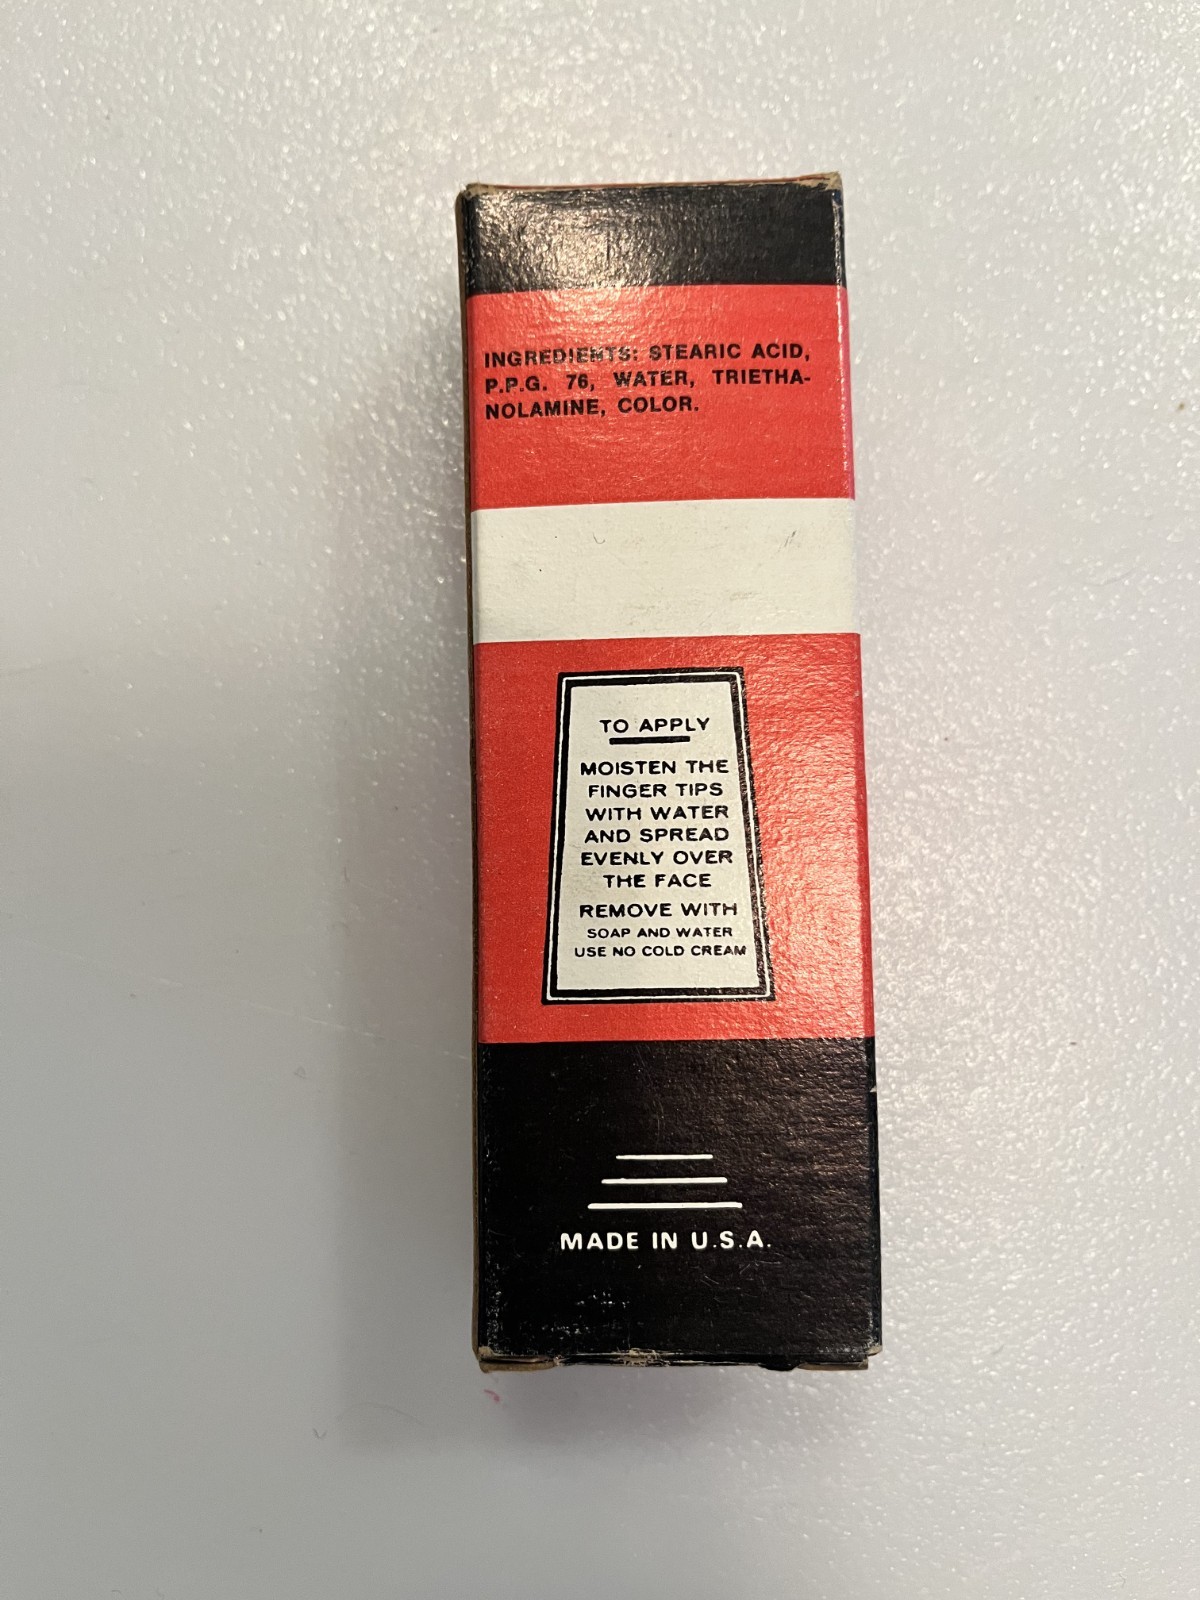 INGREDIENTS: STEARIC ACID,
P.P.G. 76, WATER, TRIETHA-
NOLAMINE, COLOR.
TO APPLY
MOISTEN THE
FINGER TIPS
WITH WATER
AND SPREAD
EVENLY OVER
THE FACE
REMOVE WITH
SOAP AND WATER
USE NO COLD CREAM
MADE IN U.S.A.